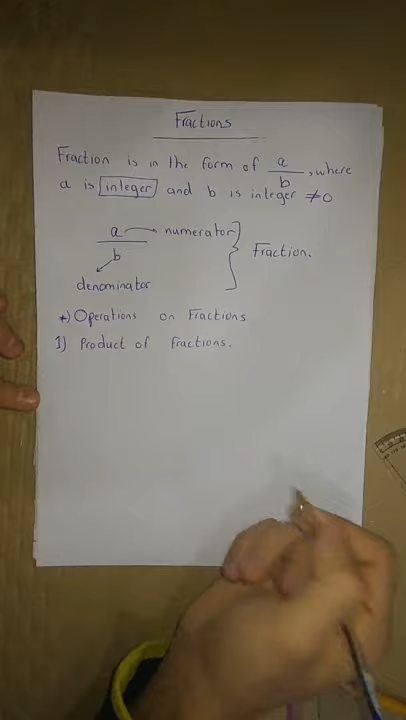 Fractions
Fraction is in the form of a/b, where
a is integer and b is integer ≠0
a → numerator
b
Fraction.
denominator
*) Operations on Fractions
1) Product of fractions.